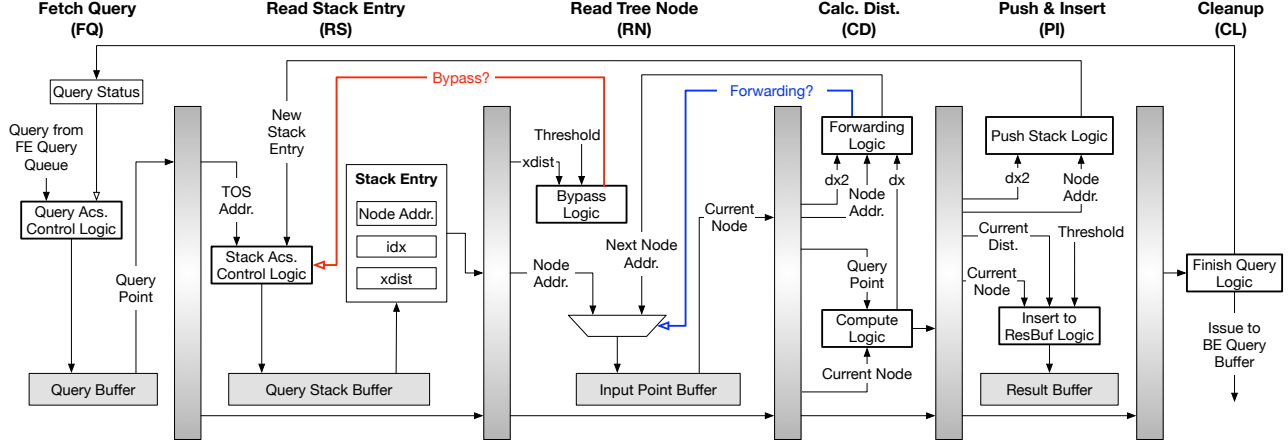 Fetch Query
(FQ)
Read Stack Entry
(RS)
Read Tree Node
(RN)
Calc. Dist.
(CD)
Push & Insert
(PI)
Cleanup
(CL)
Query Status
Query from
FE Query
Queue
Query Acs.
Control Logic
Query
Point
Query Buffer
TOS
Addr.
New
Stack
Entry
Bypass?
Stack Entry
Node Addr.
idx
xdist
Stack Acs.
Control Logic
Query Stack Buffer
Threshold
xdist
Bypass
Logic
Next Node
Addr.
Node
Addr.
Current
Node
Input Point Buffer
Forwarding?
Forwarding
Logic
dx2
Node
Addr.
dx
Query
Point
Compute
Logic
Current Node
Push Stack Logic
dx2
Node
Addr.
Current
Dist.
Threshold
Current
Node
Insert to
ResBuf Logic
Result Buffer
Finish Query
Logic
Issue to
BE Query
Buffer